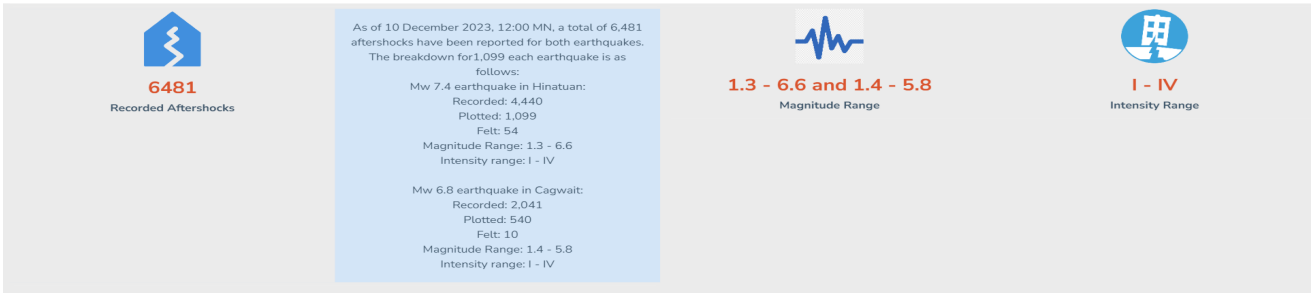 6481
Recorded Aftershocks
As of 10 December 2023, 12:00 MN, a total of 6,481
aftershocks have been reported for both earthquakes.
The breakdown for1,099 each earthquake is as
follows:
Mw 7.4 earthquake in Hinatuan:
Recorded: 4,440
Plotted: 1,099
Felt: 54
Magnitude Range: 1.3 - 6.6
Intensity range: I - IV
Mw 6.8 earthquake in Cagwait:
Recorded: 2,041
Plotted: 540
Felt: 10
Magnitude Range: 1.4 - 5.8
Intensity range: I - IV
1.3 - 6.6 and 1.4 - 5.8
Magnitude Range
I - IV
Intensity Range